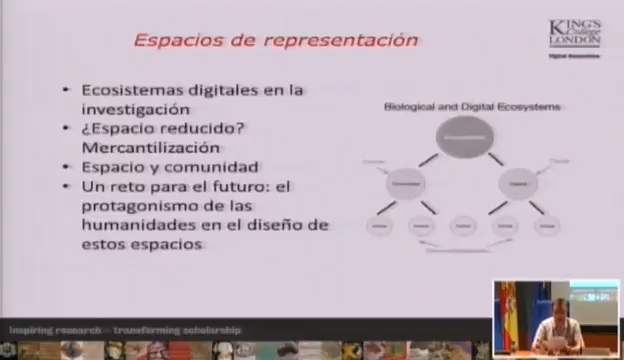 Espacios de representación
KING'S
College
LONDON
Digital Humanities
• Ecosistemas digitales en la
investigación
• ¿Espacio reducido?
Mercantilización
• Espacio y comunidad
• Un reto para el futuro: el
protagonismo de las
humanidades en el diseño de
estos espacios
Biological and Digital Ecosystems
Inspiring research – transforming scholarship